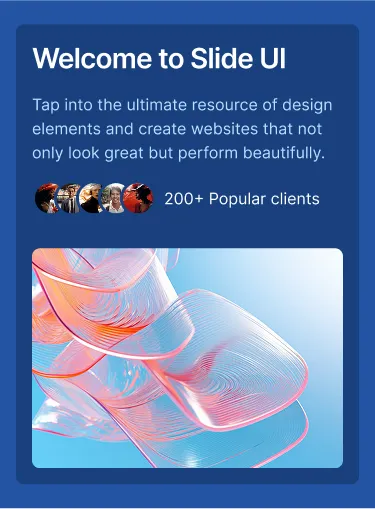 Welcome to Slide UI
Tap into the ultimate resource of design
elements and create websites that not
only look great but perform beautifully.
200+ Popular clients